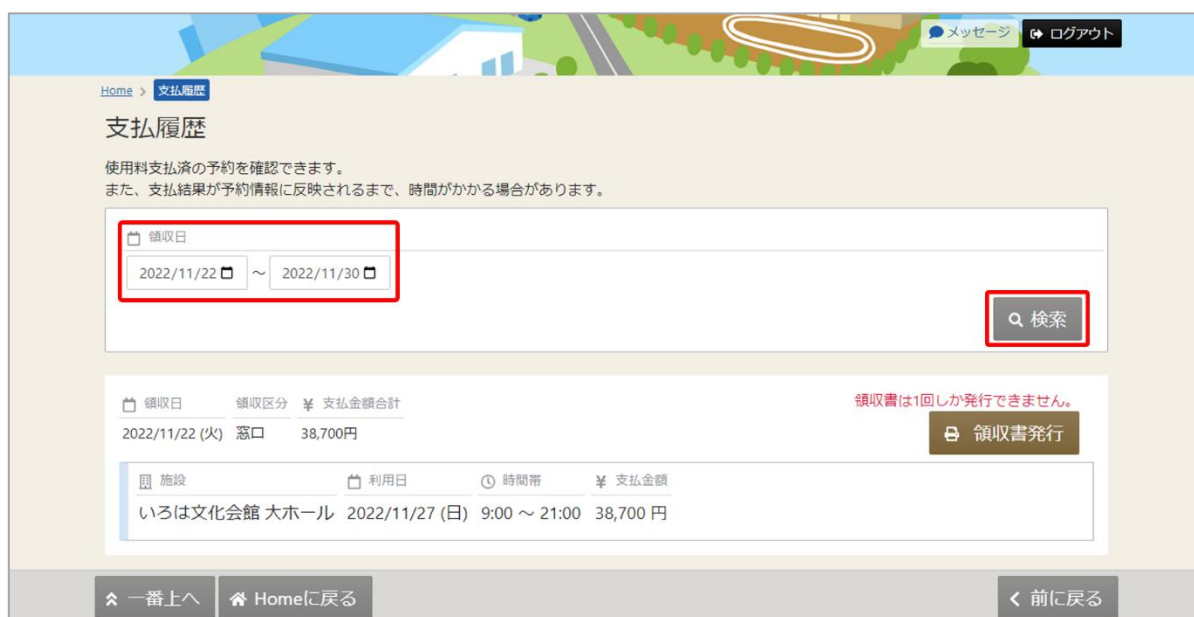 メッセージ ログアウト
Home > 支払履歴
支払履歴
使用料支払済の予約を確認できます。
また、支払結果が予約情報に反映されるまで、時間がかかる場合があります。
領収日
2022/11/22 ～ 2022/11/30
検索
領収日 領収区分 ¥ 支払金額合計 領収書は1回しか発行できません。
2022/11/22 (火) 窓口 38,700円 領収書発行
施設 利用日 時間帯 ¥ 支払金額
いろは文化会館 大ホール 2022/11/27 (日) 9:00 ～ 21:00 38,700 円
一番上へ Homeに戻る 前に戻る